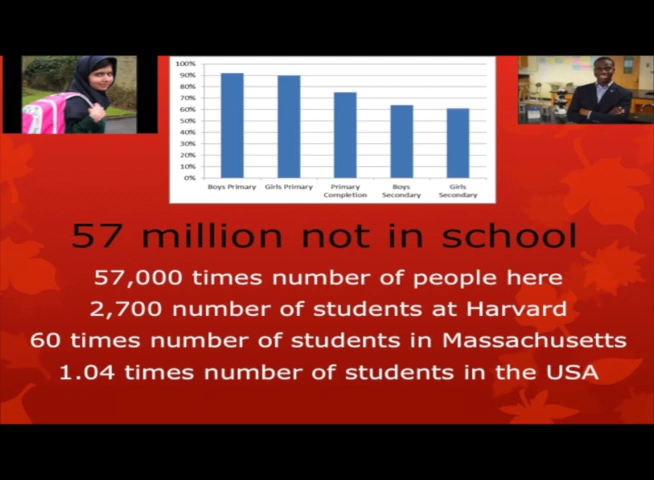 100%
90%
80%
70%
60%
50%
40%
30%
20%
10%
0%
Boys Primary Girls Primary Primary Completion Boys Secondary Girls Secondary
57 million not in school
57,000 times number of people here
2,700 number of students at Harvard
60 times number of students in Massachusetts
1.04 times number of students in the USA